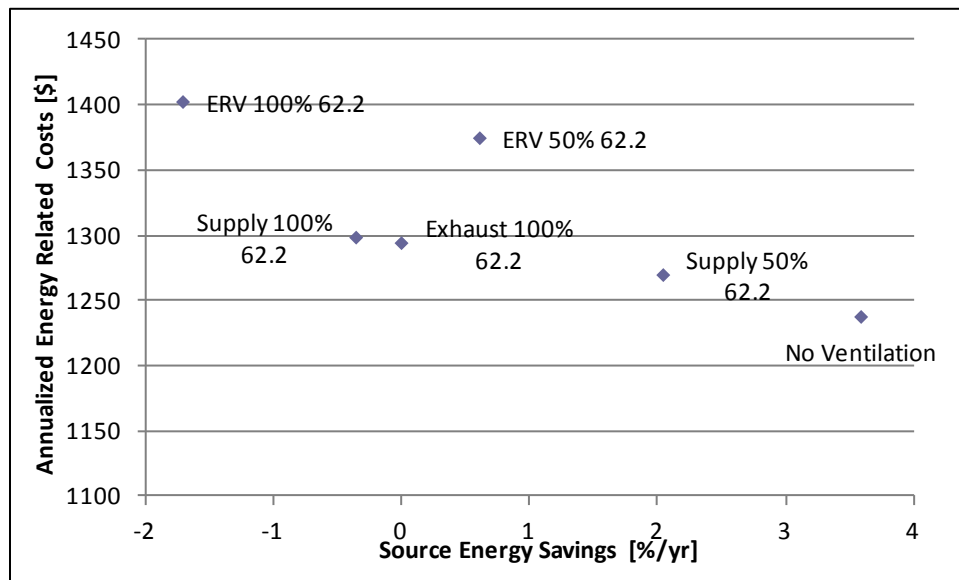 Annualized Energy Related Costs [$]
1450
1400
1350
1300
1250
1200
1150
1100
ERV 100% 62.2
ERV 50% 62.2
Supply 100%
62.2
Exhaust 100%
62.2
Supply 50%
62.2
No Ventilation
-2
-1
0
1
2
3
4
Source Energy Savings [%/yr]